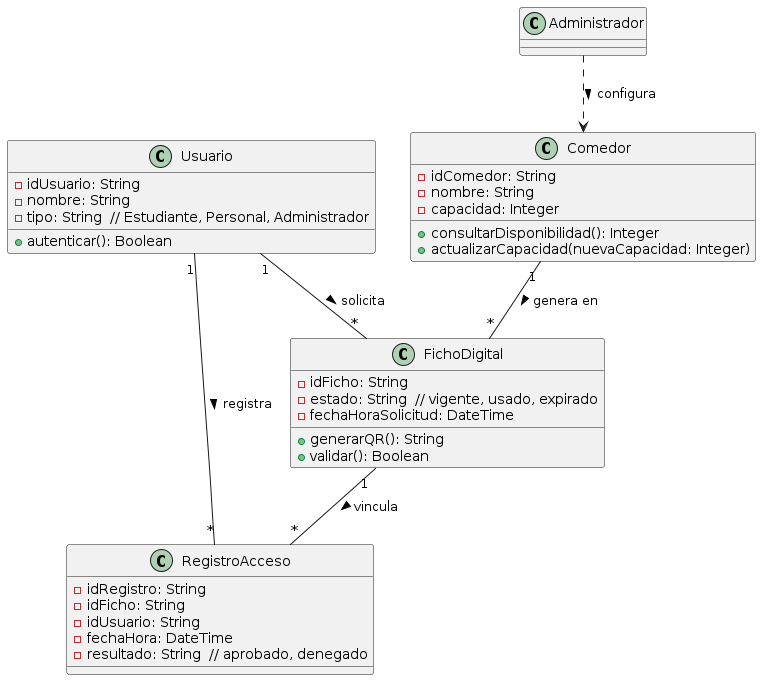 C Administrador
configura
C Usuario
idUsuario: String
nombre: String
tipo: String // Estudiante, Personal, Administrador
autenticar(): Boolean
C Comedor
idComedor: String
nombre: String
capacidad: Integer
consultarDisponibilidad(): Integer
actualizarCapacidad(nuevaCapacidad: Integer)
1 1 1
solicita genera en
* *
C FichoDigital
idFicho: String
estado: String // vigente, usado, expirado
fechaHoraSolicitud: DateTime
generarQR(): String
validar(): Boolean
registra
1
vincula
* *
C RegistroAcceso
idRegistro: String
idFicho: String
idUsuario: String
fechaHora: DateTime
resultado: String // aprobado, denegado